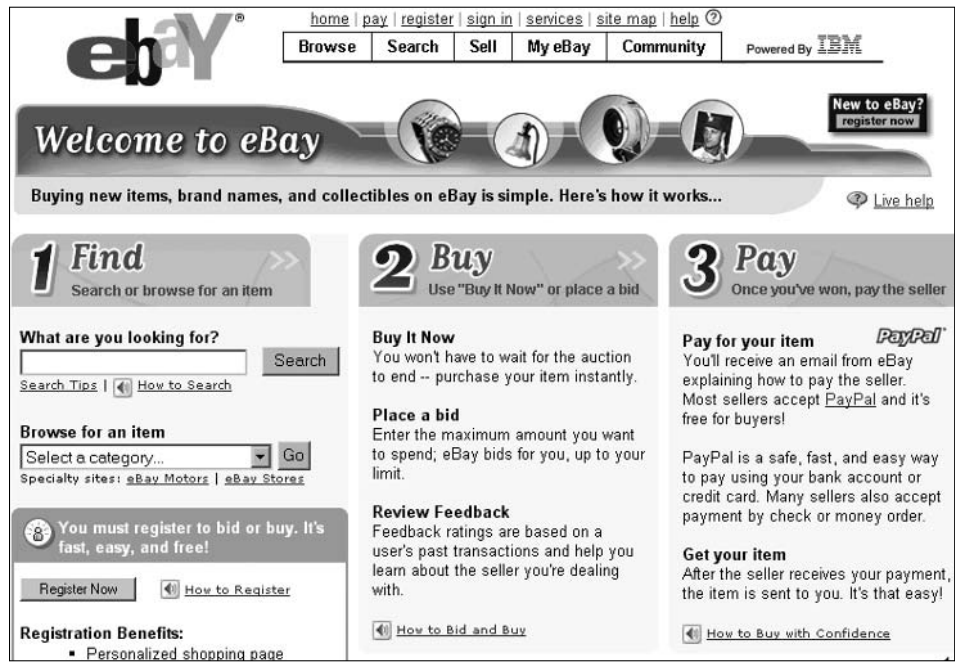 ebaY®
home | pay | register | sign in | services | site map | help ?
Browse Search Sell My eBay Community Powered By IBM
New to eBay?
register now
Welcome to eBay
Buying new items, brand names, and collectibles on eBay is simple. Here's how it works...
Live help
1 Find
Search or browse for an item
What are you looking for?
Search
Search Tips | How to Search
Browse for an item
Select a category... Go
Specialty sites: eBay Motors | eBay Stores
You must register to bid or buy. It's
fast, easy, and free!
Register Now How to Register
Registration Benefits:
▪ Personalized shopping page
2 Buy
Use "Buy It Now" or place a bid
Buy It Now
You won't have to wait for the auction
to end -- purchase your item instantly.
Place a bid
Enter the maximum amount you want
to spend; eBay bids for you, up to your
limit.
Review Feedback
Feedback ratings are based on a
user's past transactions and help you
learn about the seller you're dealing
with.
How to Bid and Buy
3 Pay
Once you've won, pay the seller
Pay for your item PayPal
You'll receive an email from eBay
explaining how to pay the seller.
Most sellers accept PayPal and it's
free for buyers!
PayPal is a safe, fast, and easy way
to pay using your bank account or
credit card. Many sellers also accept
payment by check or money order.
Get your item
After the seller receives your payment,
the item is sent to you. It's that easy!
How to Buy with Confidence